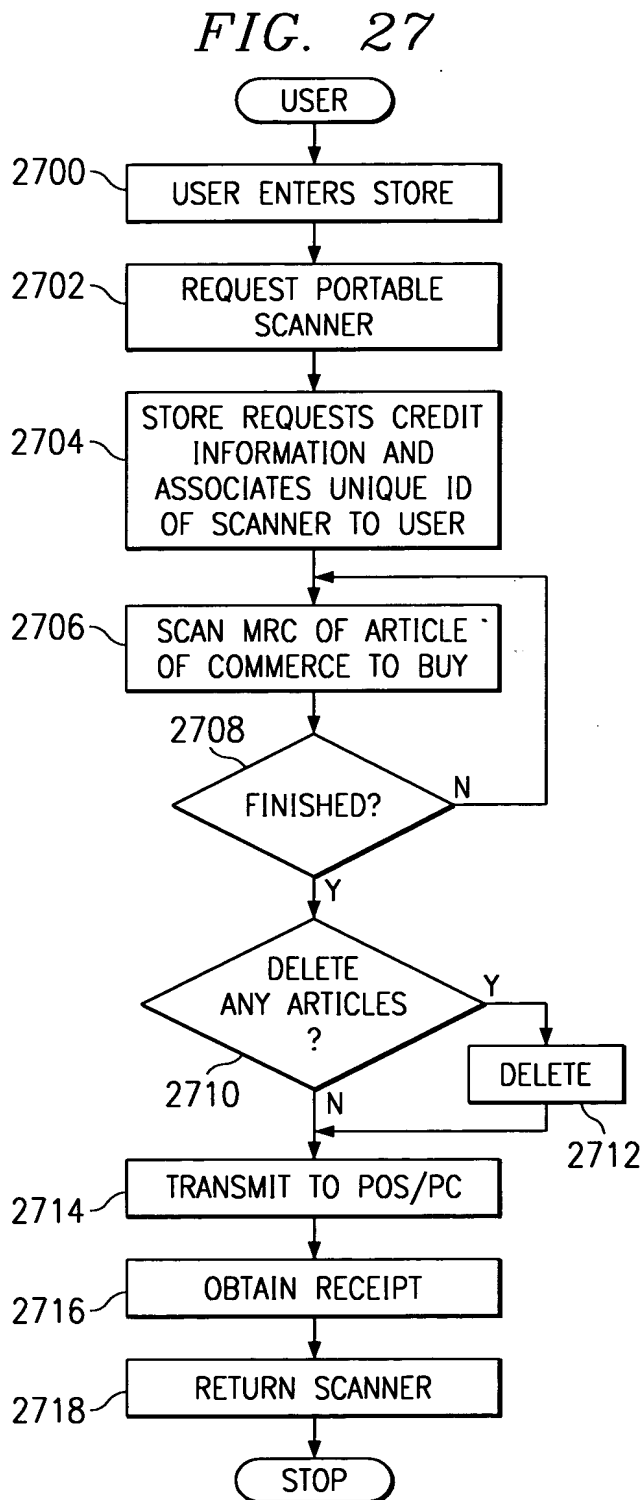 FIG. 27
USER
2700
USER ENTERS STORE
2702
REQUEST PORTABLE
SCANNER
2704
STORE REQUESTS CREDIT
INFORMATION AND
ASSOCIATES UNIQUE ID
OF SCANNER TO USER
2706
SCAN MRC OF ARTICLE
OF COMMERCE TO BUY
2708
FINISHED?
N
Y
DELETE
ANY ARTICLES
?
Y
2710
N
DELETE
2712
TRANSMIT TO POS/PC
2714
OBTAIN RECEIPT
2716
RETURN SCANNER
2718
STOP